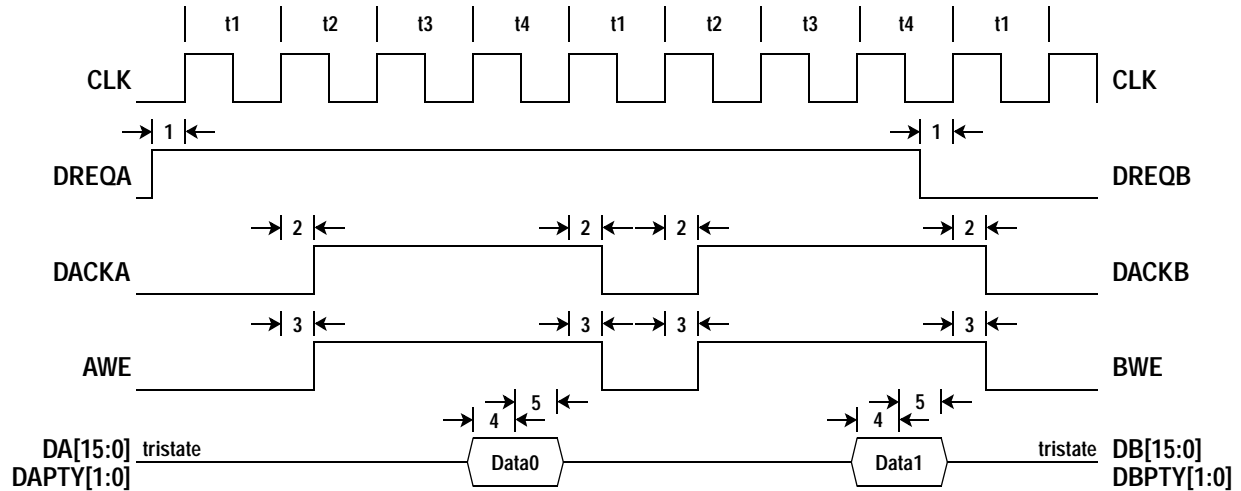 t1 t2 t3 t4 t1 t2 t3 t4 t1
CLK CLK
1 1
DREQA DREQB
2 2 2 2
DACKA DACKB
3 3 3 3
AWE BWE
5 5
4 4
DA[15:0] tristate Data0 Data1 tristate DB[15:0]
DAPTY[1:0] DBPTY[1:0]